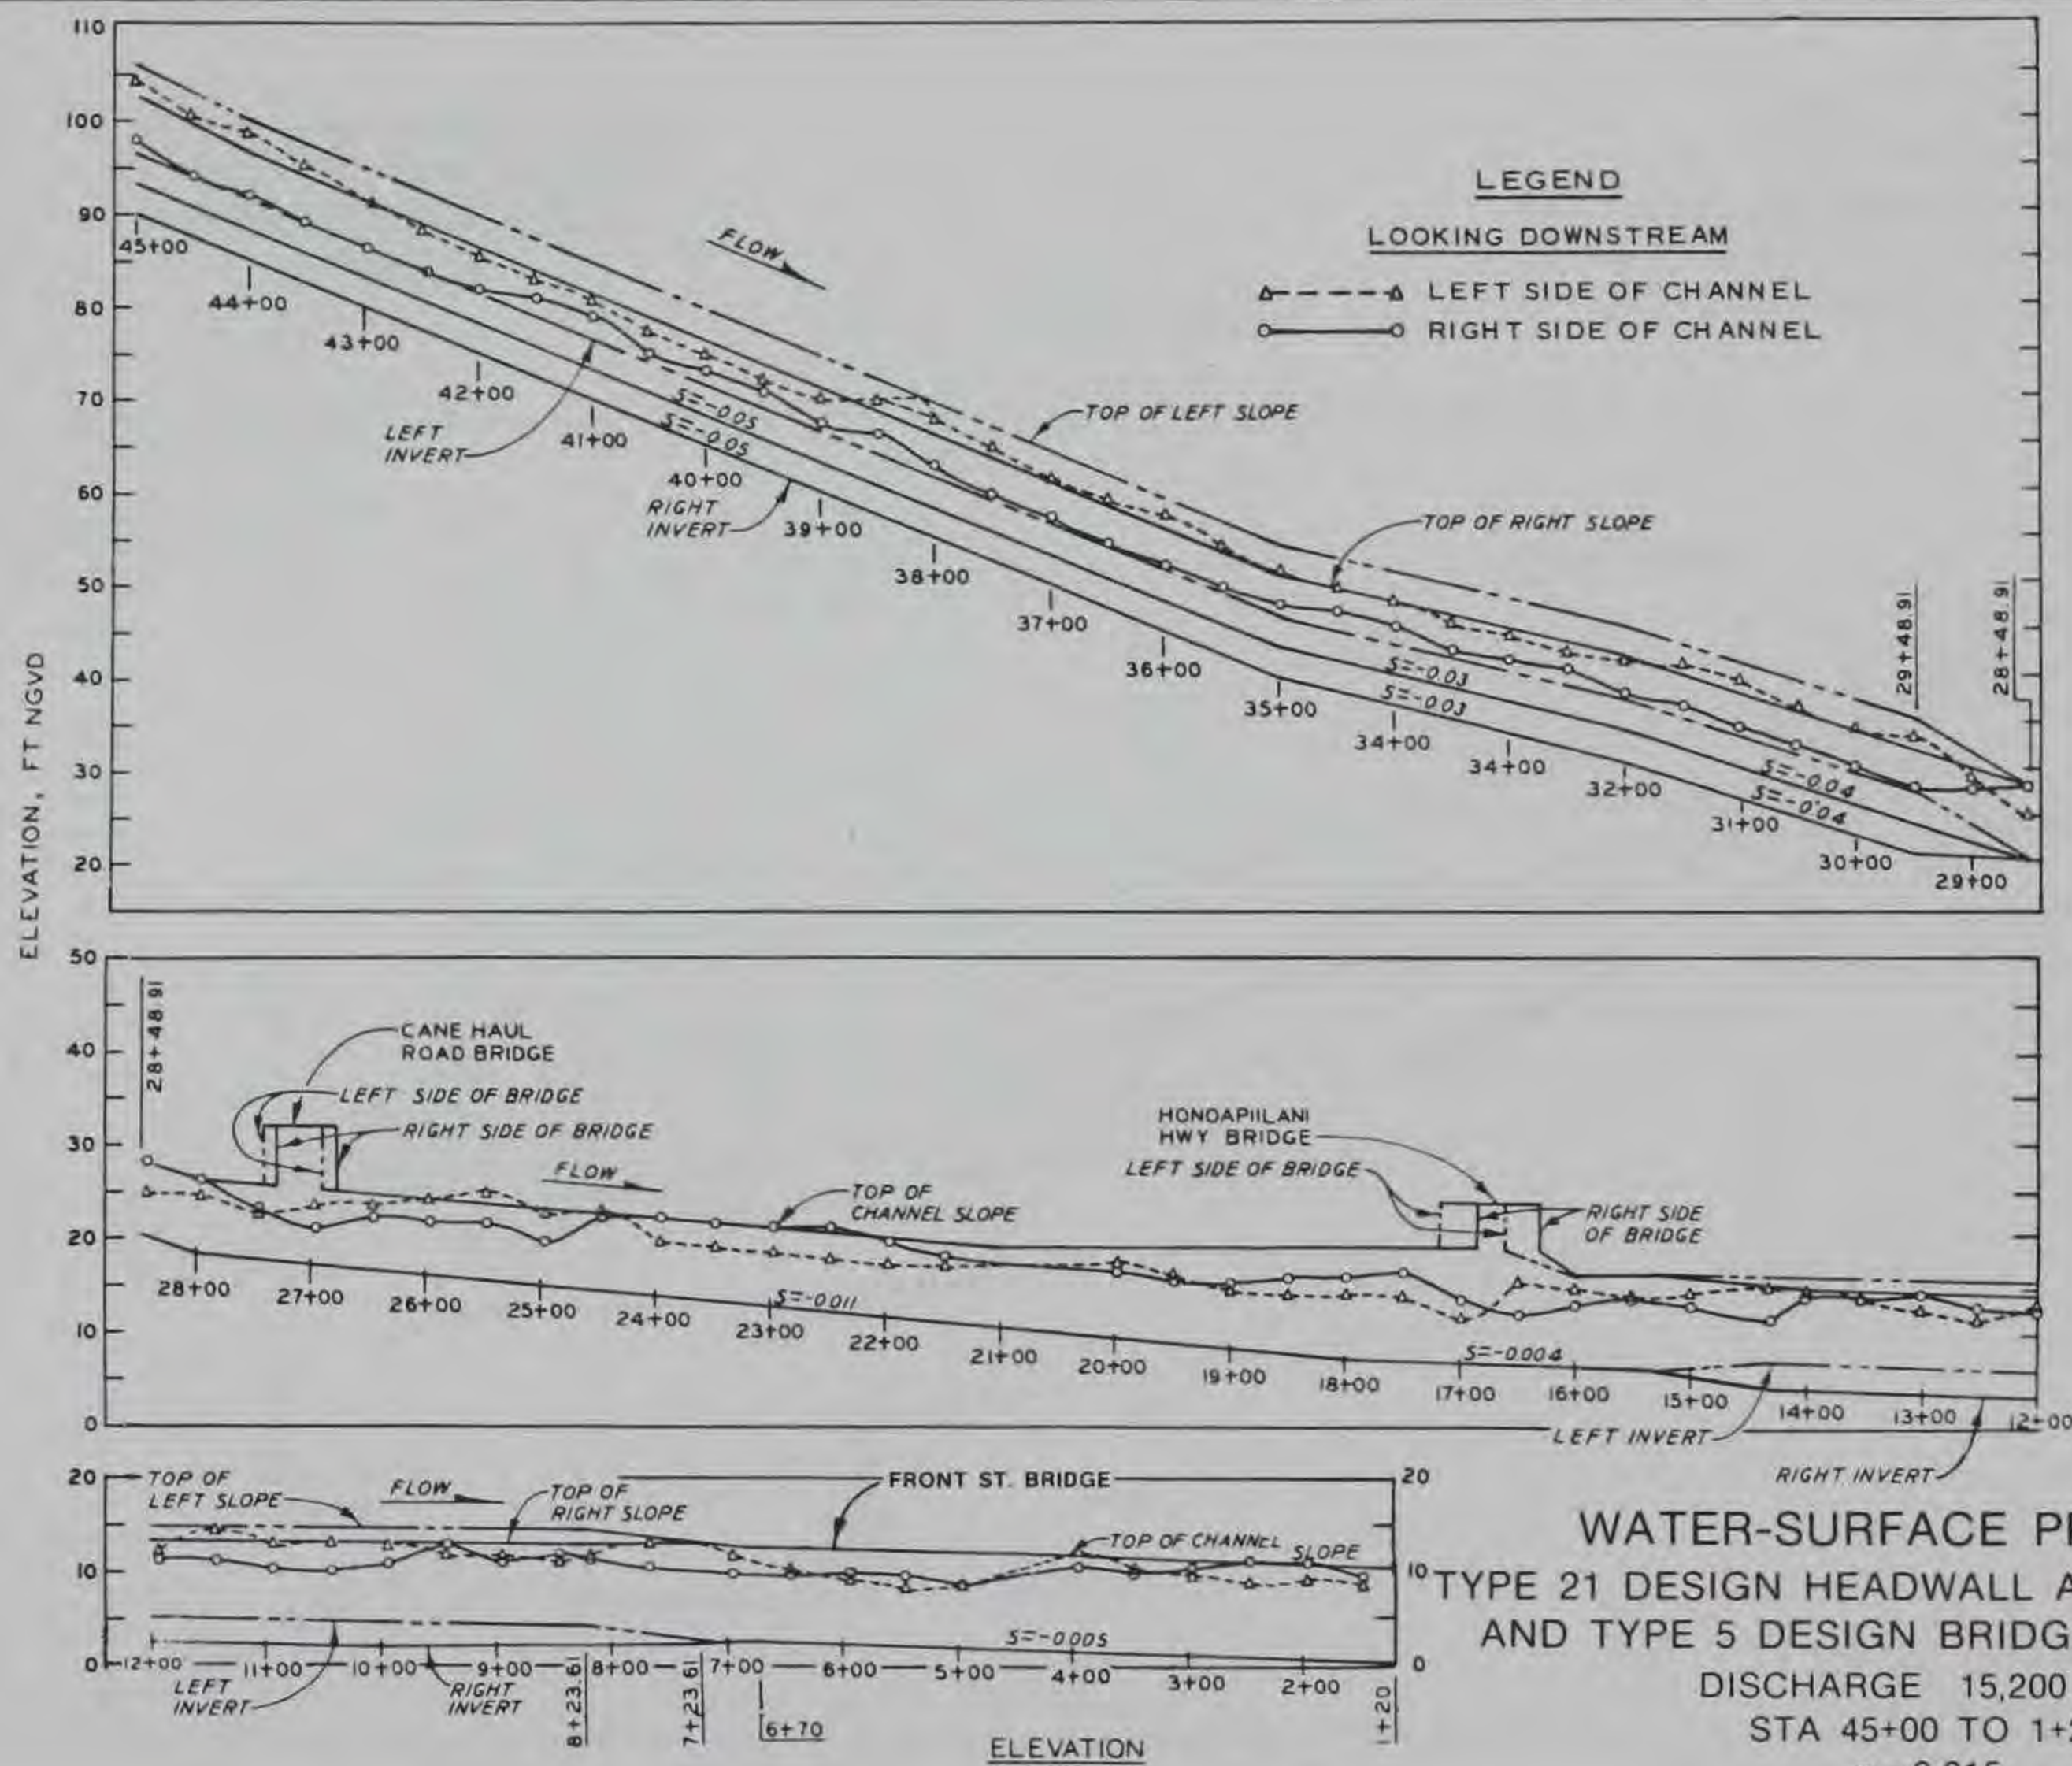 110
100
90
80
70
60
50
40
30
20
ELEVATION, FT NGVD
45+00
44+00
43+00
42+00
41+00
40+00
39+00
38+00
37+00
36+00
35+00
34+00
34+00
32+00
31+00
30+00
29+00
FLOW
LEGEND
LOOKING DOWNSTREAM
LEFT SIDE OF CHANNEL
RIGHT SIDE OF CHANNEL
LEFT
INVERT
RIGHT
INVERT
S=-0.05
S=-0.05
TOP OF LEFT SLOPE
TOP OF RIGHT SLOPE
S=-0.03
S=-0.03
S=-0.04
S=-0.04
29+48.91
28+48.91
50
40
30
20
10
0
28+48.91
CANE HAUL
ROAD BRIDGE
LEFT SIDE OF BRIDGE
RIGHT SIDE OF BRIDGE
FLOW
TOP OF
CHANNEL SLOPE
HONOAPIILANI
HWY BRIDGE
LEFT SIDE OF BRIDGE
RIGHT SIDE
OF BRIDGE
S=-0.011
S=-0.004
28+00
27+00
26+00
25+00
24+00
23+00
22+00
21+00
20+00
19+00
18+00
17+00
16+00
15+00
14+00
13+00
12+00
LEFT INVERT
RIGHT INVERT
20
10
0
TOP OF
LEFT SLOPE
FLOW
TOP OF
RIGHT SLOPE
FRONT ST. BRIDGE
TOP OF CHANNEL
SLOPE
20
10
0
S=-0.005
12+00
11+00
10+00
9+00
8+00
7+00
6+00
5+00
4+00
3+00
2+00
LEFT
INVERT
RIGHT
INVERT
8+23.61
7+23.61
6+70
1+20
ELEVATION
WATER-SURFACE P
TYPE 21 DESIGN HEADWALL A
AND TYPE 5 DESIGN BRIDG
DISCHARGE 15,200
STA 45+00 TO 1+